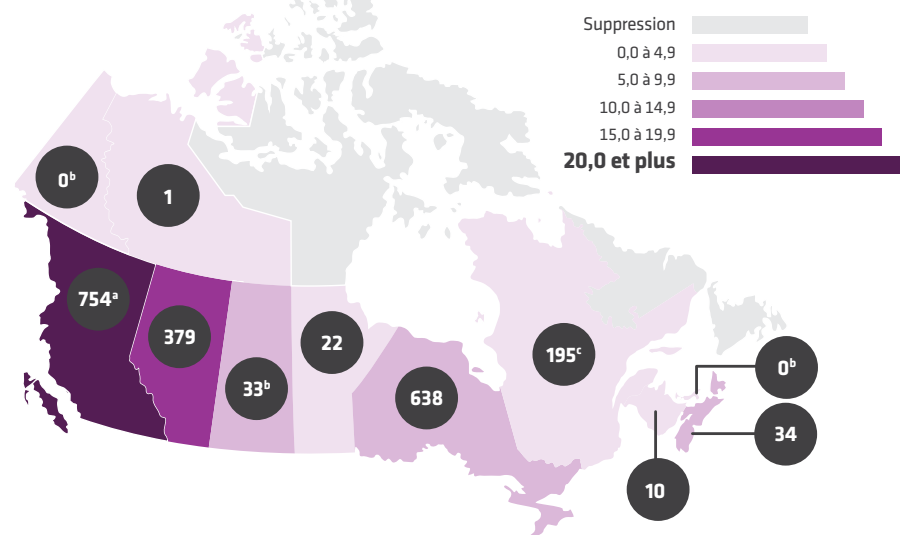 Suppression
0,0 à 4,9
5,0 à 9,9
10,0 à 14,9
15,0 à 19,9
20,0 et plus
0ᵇ
1
754ᵃ
379
33ᵇ
22
638
195ᶜ
0ᵇ
34
10